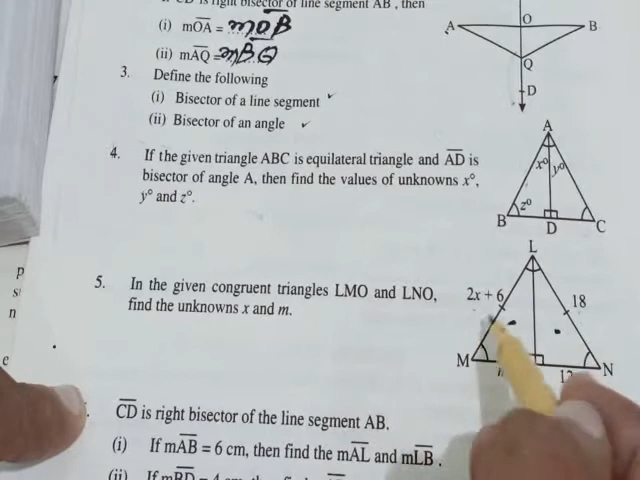 CD is right bisector of line segment AB, then
(i) mOA = mOB
(ii) mAQ = mBQ
3. Define the following
(i) Bisector of a line segment
(ii) Bisector of an angle
4. If the given triangle ABC is equilateral triangle and AD is
bisector of angle A, then find the values of unknowns x°,
y° and z°.
5. In the given congruent triangles LMO and LNO,
find the unknowns x and m.
CD is right bisector of the line segment AB.
(i) If mAB = 6 cm, then find the mAL and mLB.
(ii)
A
O
B
Q
D
A
x°
y°
z°
B
D
C
L
2x + 6
18
M
N